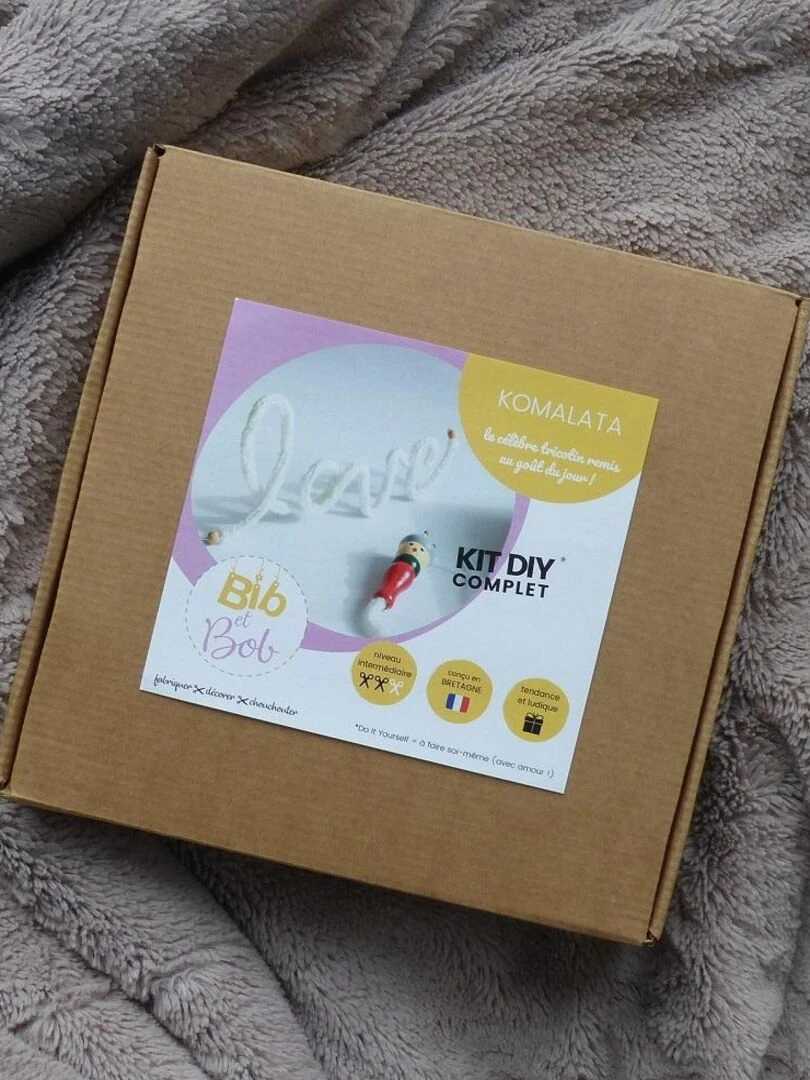 KOMALATA
le célèbre tricotin remis
au goût du jour !
love
KIT DIY*
COMPLET
Bib
et
Bob
fabriquer décorer chouchouter
niveau
intermédiaire
conçu en
BRETAGNE
tendance
et ludique
*Do It Yourself = à faire soi-même (avec amour !)